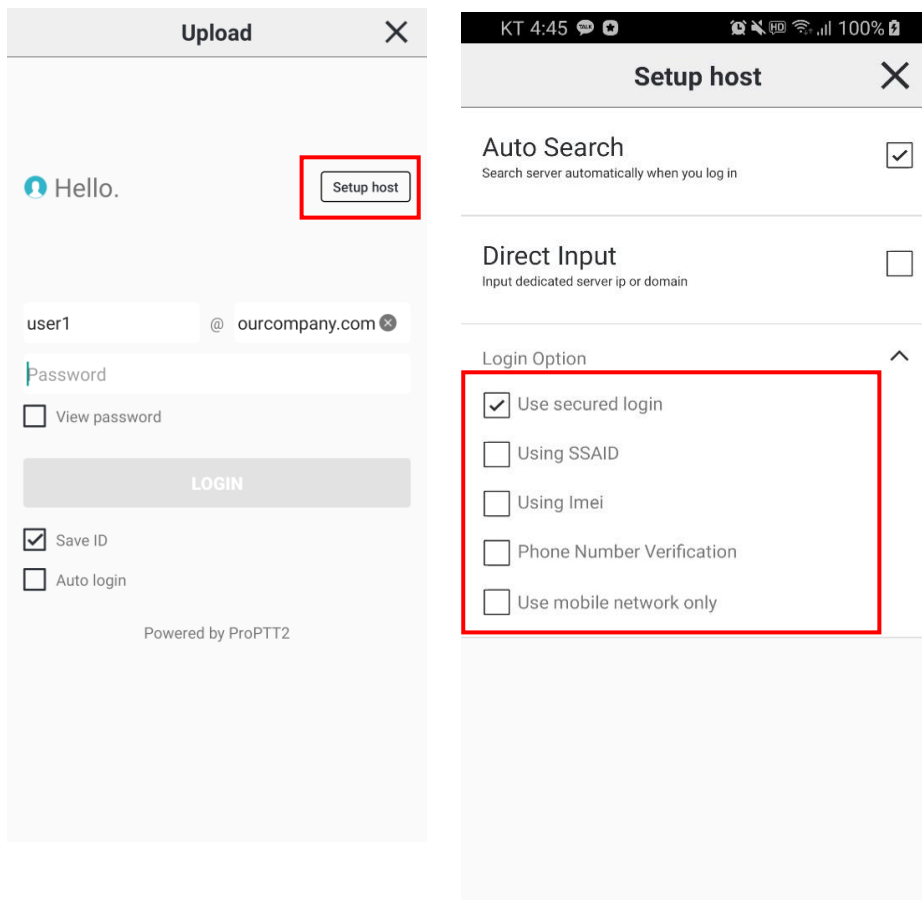 Upload
Hello.
Setup host
user1 @ ourcompany.com
Password
View password
LOGIN
Save ID
Auto login
Powered by ProPTT2
KT 4:45 TALK HD 100%
Setup host
Auto Search
Search server automatically when you log in
Direct Input
Input dedicated server ip or domain
Login Option
Use secured login
Using SSAID
Using Imei
Phone Number Verification
Use mobile network only